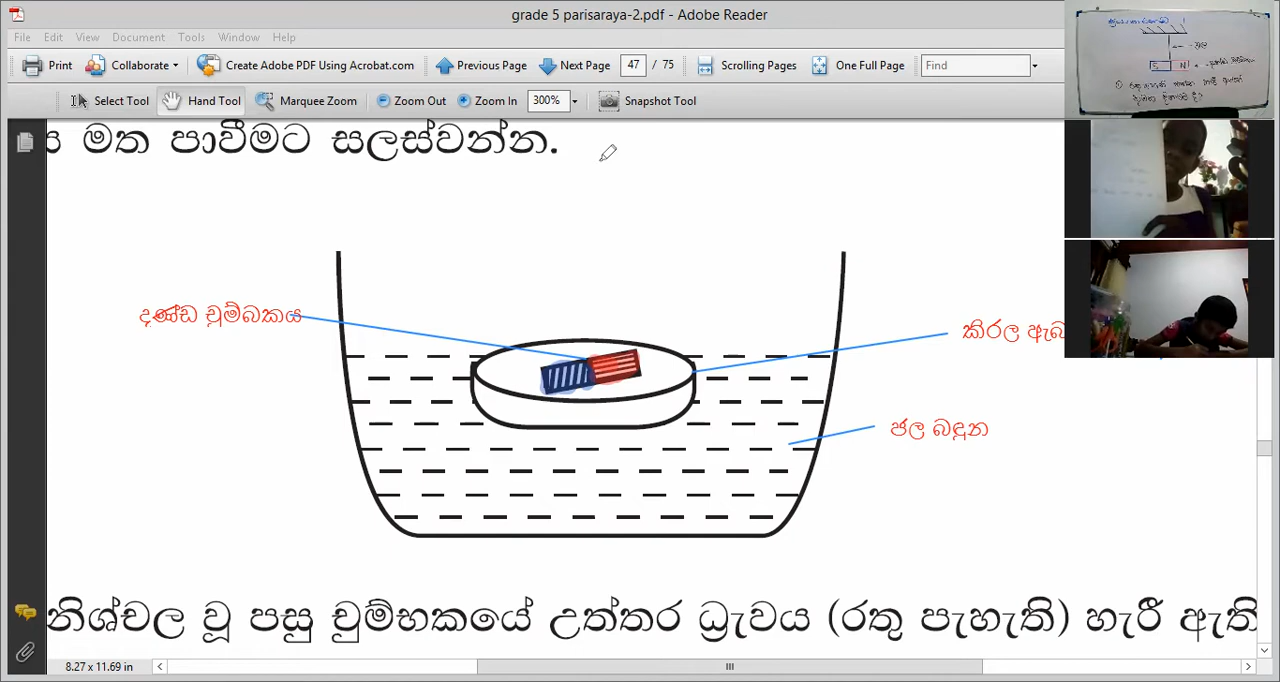 grade 5 parisaraya-2.pdf - Adobe Reader
File Edit View Document Tools Window Help
Print Collaborate Create Adobe PDF Using Acrobat.com Previous Page Next Page 47 / 75 Scrolling Pages One Full Page Find
Select Tool Hand Tool Marquee Zoom Zoom Out Zoom In 300% Snapshot Tool
මත පාවීමට සලස්වන්න.
දණ්ඩ චුම්බකය
කිරල
ජල බඳුන
නිශ්චල වූ පසු චුම්භකයේ උත්තර ධ්‍රැවය (රතු පැහැති) හැරී ඇති
8.27 x 11.69 in
S N